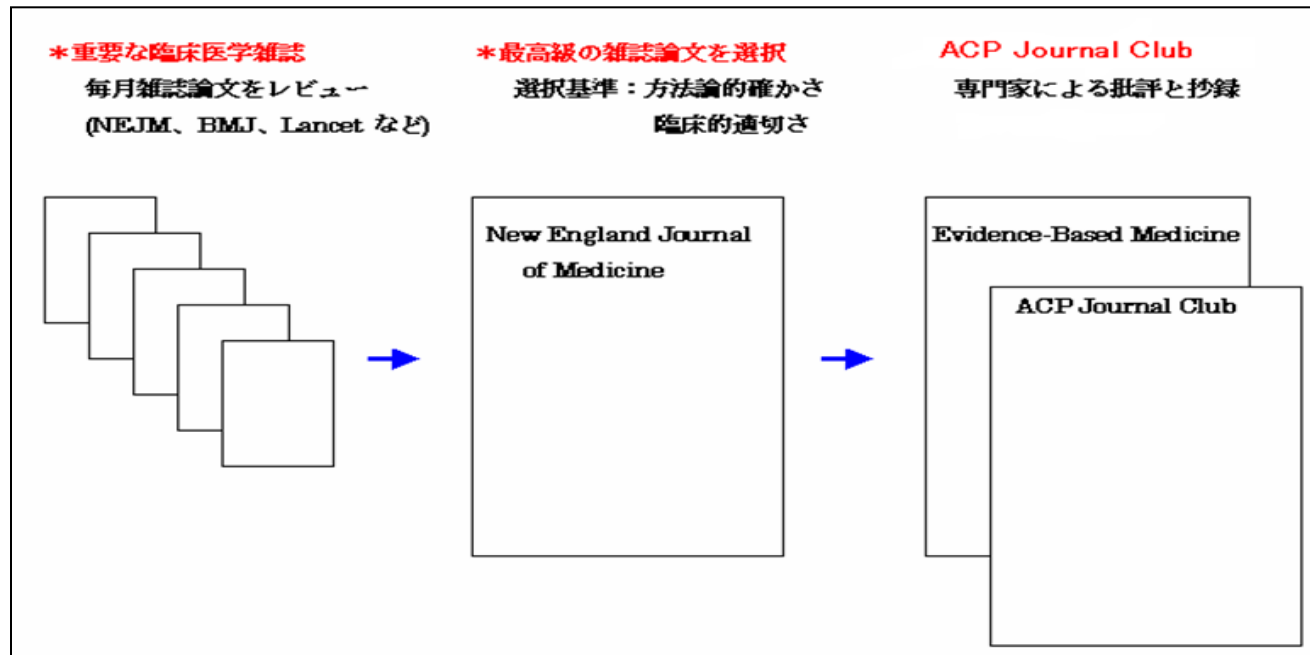 ＊重要な臨床医学雑誌
毎月雑誌論文をレビュー
(NEJM、BMJ、Lancet など)
＊最高級の雑誌論文を選択
選択基準：方法論的確かさ
臨床的適切さ
ACP Journal Club
専門家による批評と抄録
New England Journal
of Medicine
Evidence-Based Medicine
ACP Journal Club